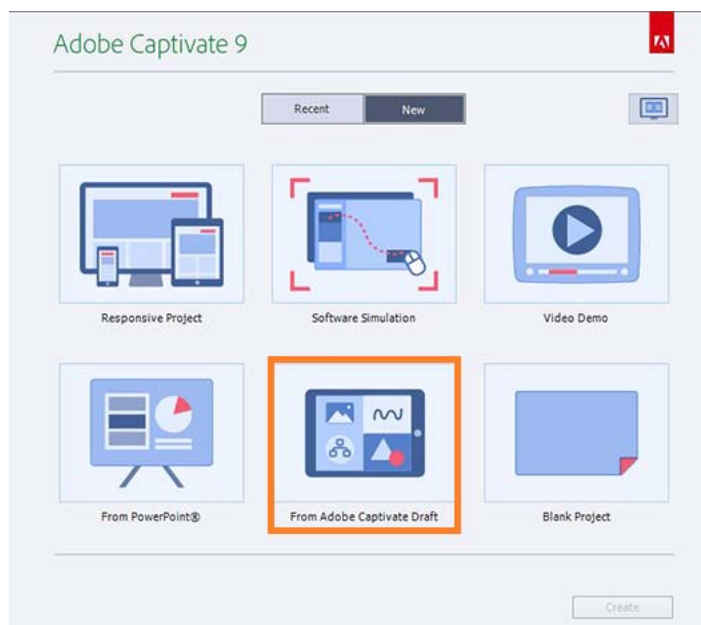 Adobe Captivate 9
Recent New
Responsive Project Software Simulation Video Demo
From PowerPoint® From Adobe Captivate Draft Blank Project
Create